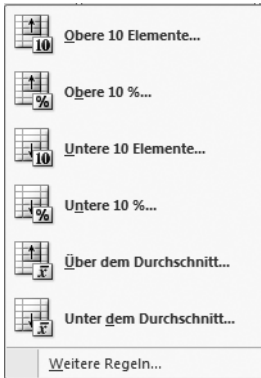 Obere 10 Elemente...
Obere 10 %...
Untere 10 Elemente...
Untere 10 %...
Über dem Durchschnitt...
Unter dem Durchschnitt...
Weitere Regeln...